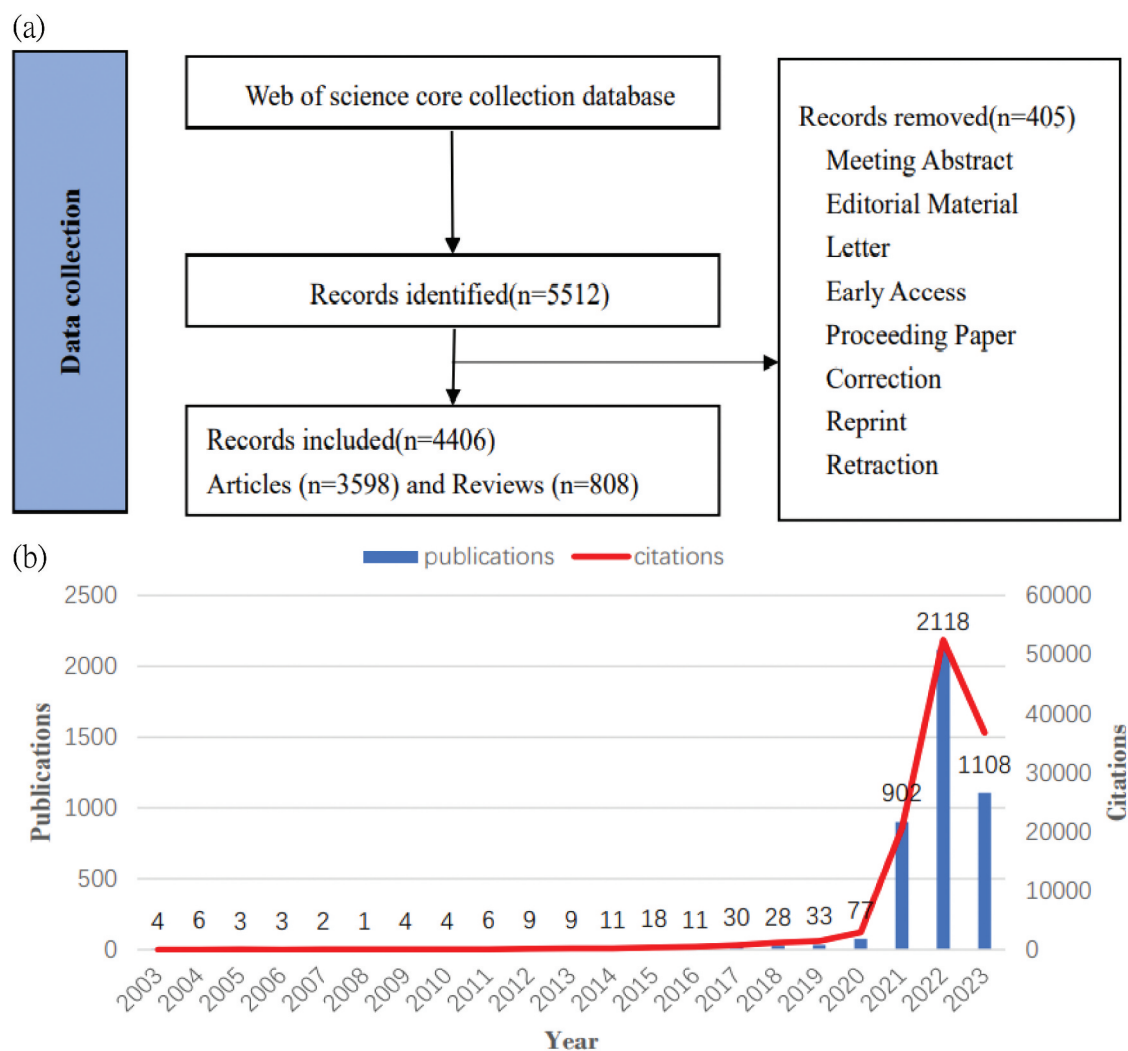 (a)
Data collection
Web of science core collection database
Records identified(n=5512)
Records included(n=4406)
Articles (n=3598) and Reviews (n=808)
Records removed(n=405)
Meeting Abstract
Editorial Material
Letter
Early Access
Proceeding Paper
Correction
Reprint
Retraction
(b)
publications
citations
2500
2000
1500
1000
500
0
Publications
60000
50000
40000
30000
20000
10000
0
Citations
4
6
3
3
2
1
4
4
6
9
9
11
18
11
30
28
33
77
902
2118
1108
2003
2004
2005
2006
2007
2008
2009
2010
2011
2012
2013
2014
2015
2016
2017
2018
2019
2020
2021
2022
2023
Year